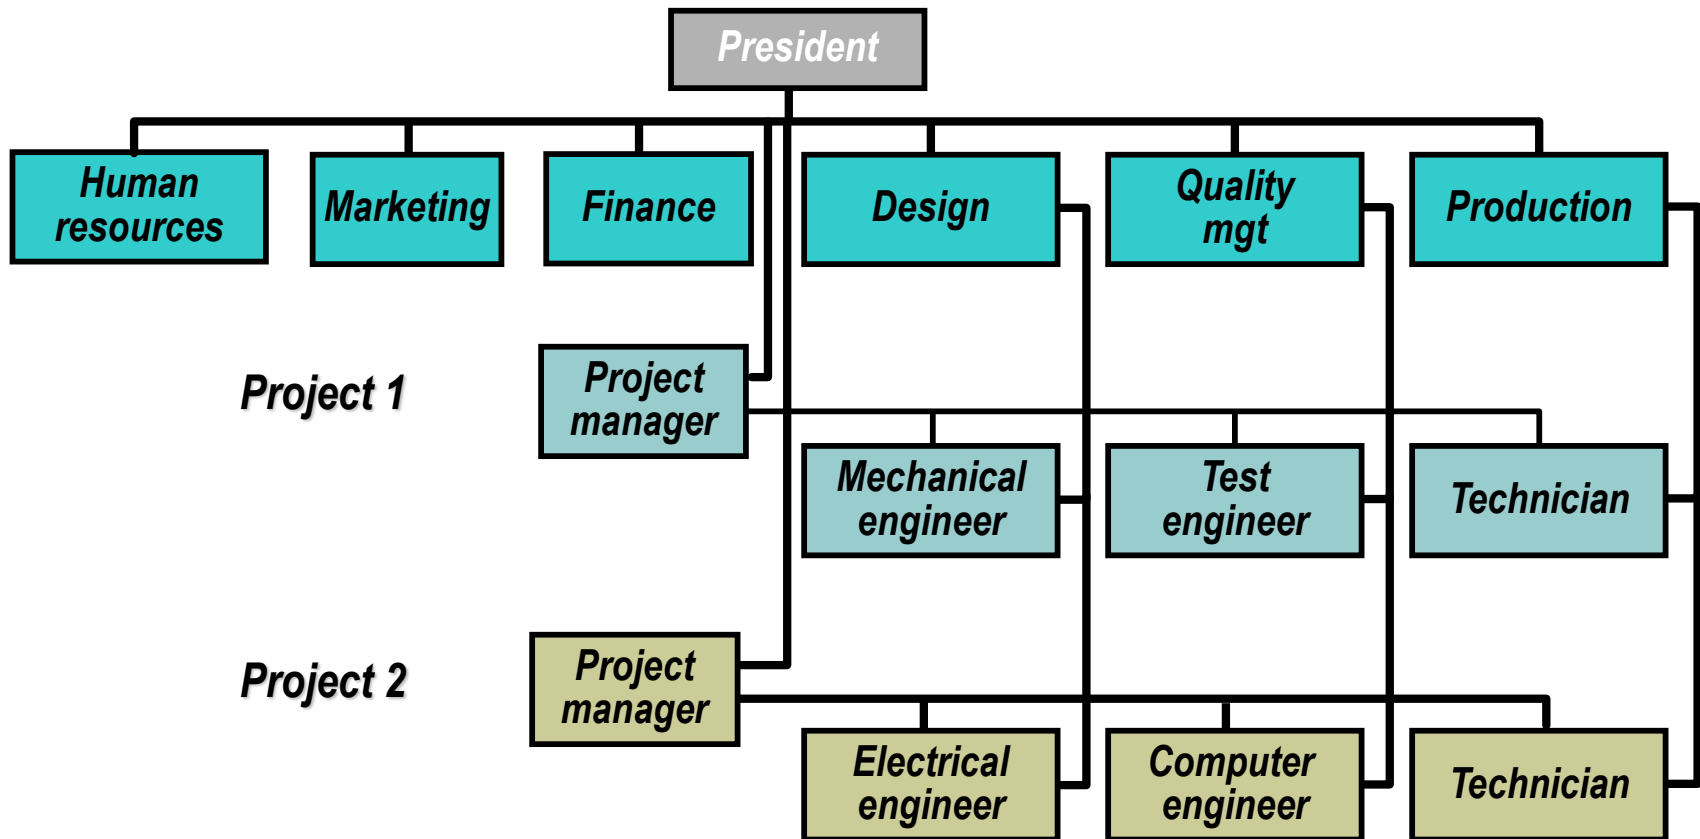 President
Human
resources
Marketing
Finance
Design
Quality
mgt
Production
Project 1
Project
manager
Mechanical
engineer
Test
engineer
Technician
Project 2
Project
manager
Electrical
engineer
Computer
engineer
Technician